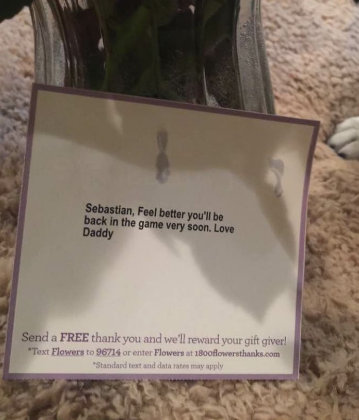 Sebastian, Feel better you'll be
back in the game very soon. Love
Daddy
Send a FREE thank you and we'll reward your gift giver!
*Text Flowers to 96714 or enter Flowers at 1800flowersthanks.com
*Standard text and data rates may apply